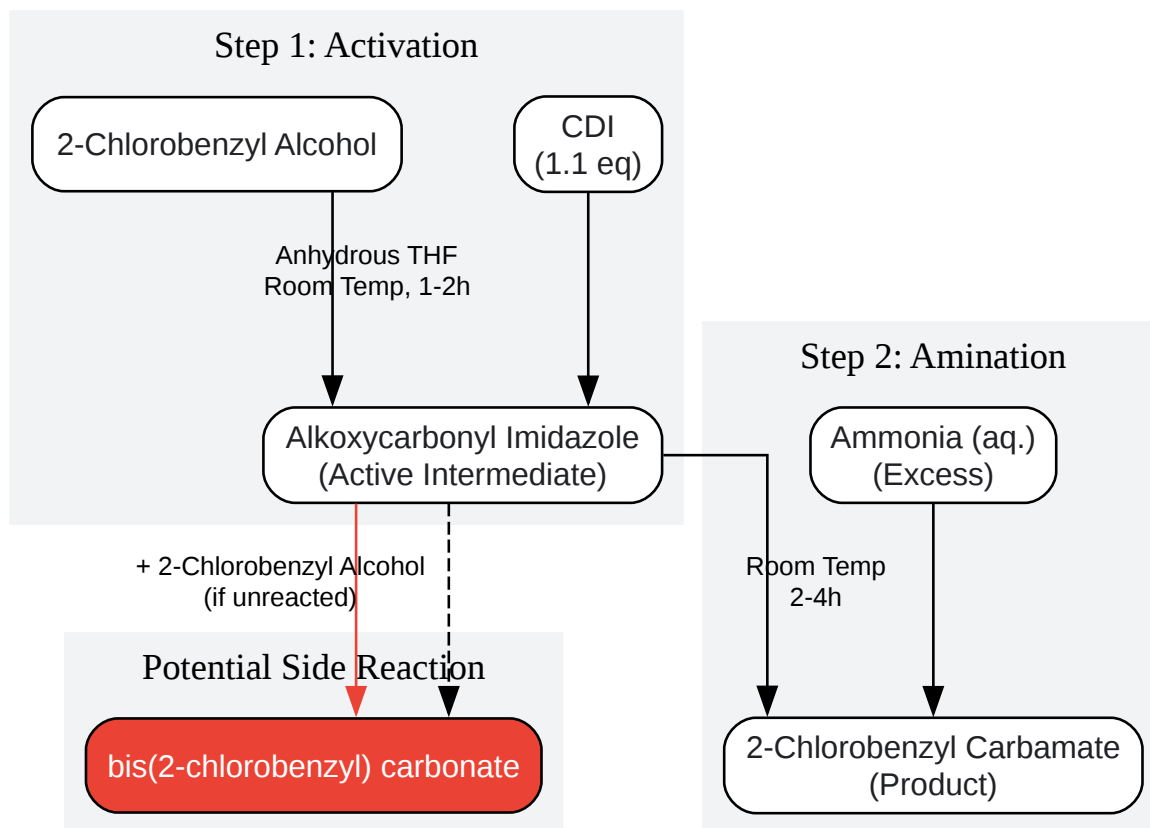 Step 1: Activation
2-Chlorobenzyl Alcohol
CDI
(1.1 eq)
Anhydrous THF
Room Temp, 1-2h
Alkoxycarbonyl Imidazole
(Active Intermediate)
Step 2: Amination
Ammonia (aq.)
(Excess)
+ 2-Chlorobenzyl Alcohol
(if unreacted)
Room Temp
2-4h
Potential Side Reaction
bis(2-chlorobenzyl) carbonate
2-Chlorobenzyl Carbamate
(Product)